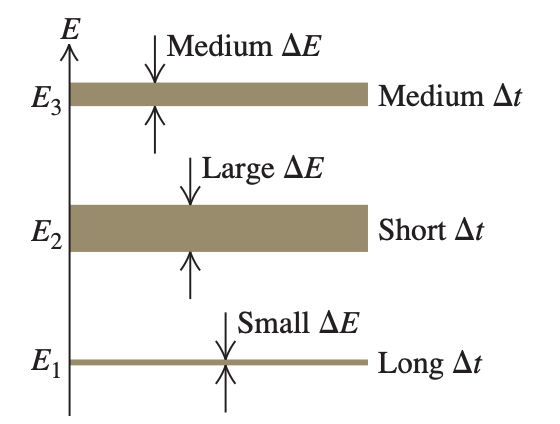 E
Medium ΔE
E₃
Medium Δt
Large ΔE
E₂
Short Δt
Small ΔE
E₁
Long Δt